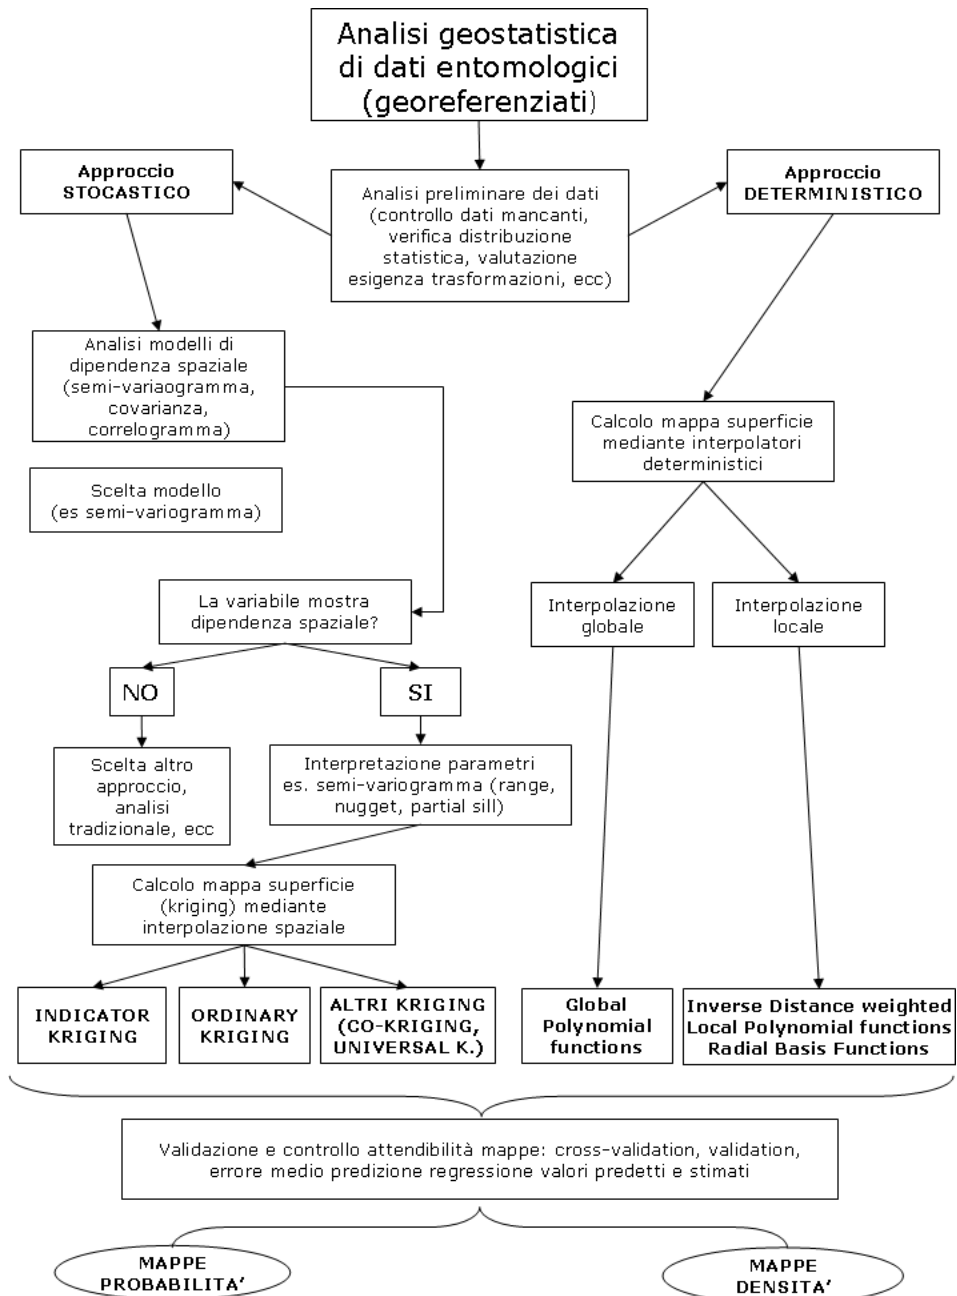 Analisi geostatistica
di dati entomologici
(georeferenziati)
Approccio
STOCASTICO
Analisi preliminare dei dati
(controllo dati mancanti,
verifica distribuzione
statistica, valutazione
esigenza trasformazioni, ecc)
Approccio
DETERMINISTICO
Analisi modelli di
dipendenza spaziale
(semi-variaogramma,
covarianza,
correlogramma)
Calcolo mappa superficie
mediante interpolatori
deterministici
Scelta modello
(es semi-variogramma)
La variabile mostra
dipendenza spaziale?
Interpolazione
globale
Interpolazione
locale
NO
SI
Scelta altro
approccio,
analisi
tradizionale, ecc
Interpretazione parametri
es. semi-variogramma (range,
nugget, partial sill)
Calcolo mappa superficie
(kriging) mediante
interpolazione spaziale
INDICATOR
KRIGING
ORDINARY
KRIGING
ALTRI KRIGING
(CO-KRIGING,
UNIVERSAL K.)
Global
Polynomial
functions
Inverse Distance weighted
Local Polynomial functions
Radial Basis Functions
Validazione e controllo attendibilità mappe: cross-validation, validation,
errore medio predizione regressione valori predetti e stimati
MAPPE
PROBABILITA’
MAPPE
DENSITA’